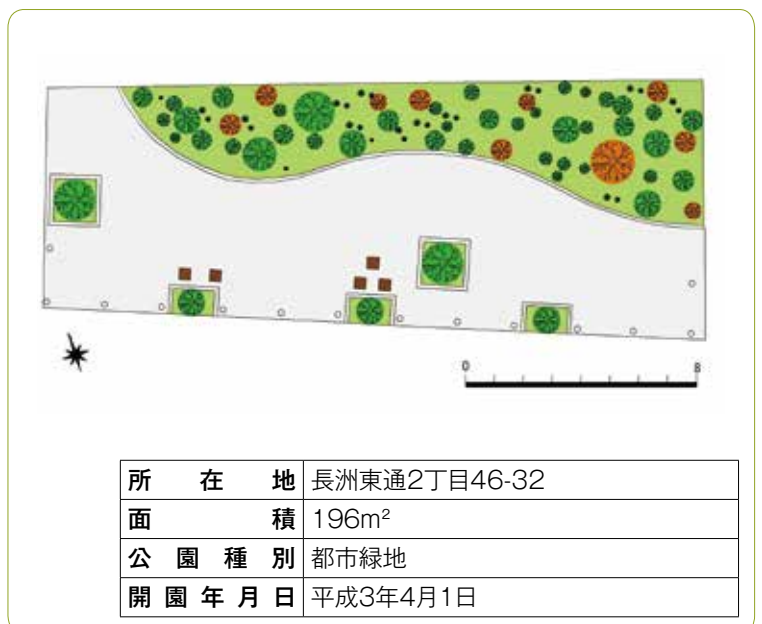 0 8
所在地 長洲東通2丁目46-32
面積 196m²
公園種別 都市緑地
開園年月日 平成3年4月1日